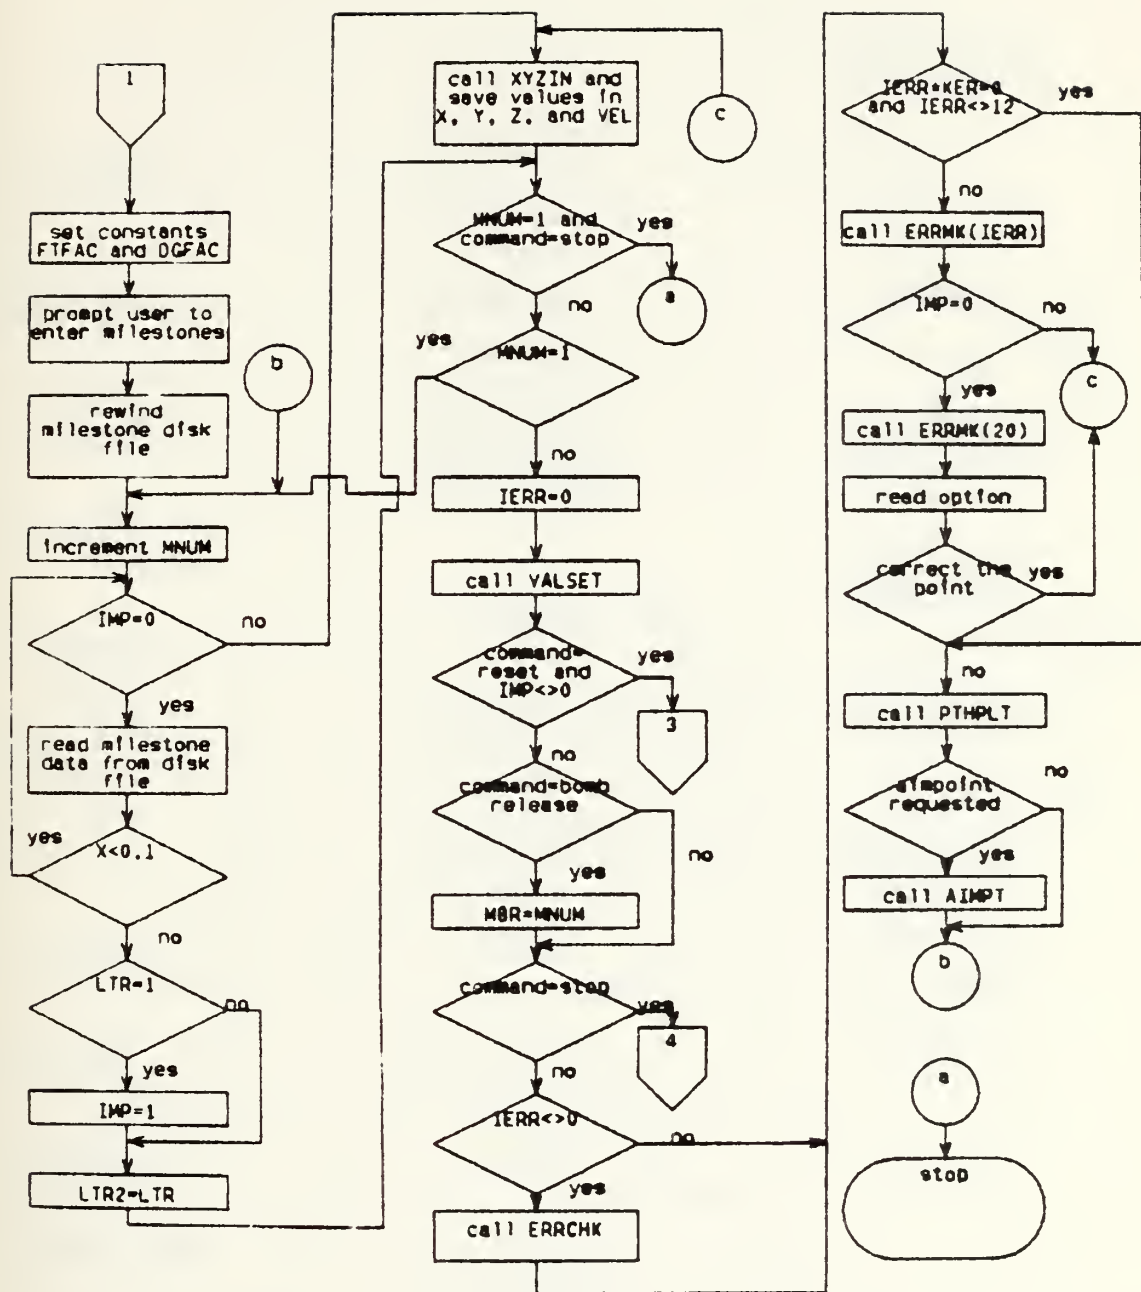 1
set constants
FTFAC and DGFAC
prompt user to
enter milestones
rewind
milestone disk
file
increment MNUM
IMP=0
no
yes
read milestone
data from disk
file
yes
X<0.1
no
LTR=1
no
yes
IMP=1
LTR2=LTR
b
call XYZIN and
save values in
X, Y, Z, and VEL
c
MNUM=1 and
command=stop
yes
a
no
yes
MNUM=1
no
IERR=0
call VALSET
command=
reset and
IMP<>0
yes
3
no
command=bomb
release
no
yes
MBR=MNUM
command=stop
yes
4
no
IERR<>0
no
yes
call ERRCHK
IERR*KER=0
and IERR<>12
yes
no
call ERRMK(IERR)
IMP=0
no
c
yes
call ERRMK(20)
read option
correct the
point
yes
no
call PTHPLT
aimpoint
requested
no
yes
call AIMPT
b
a
stop